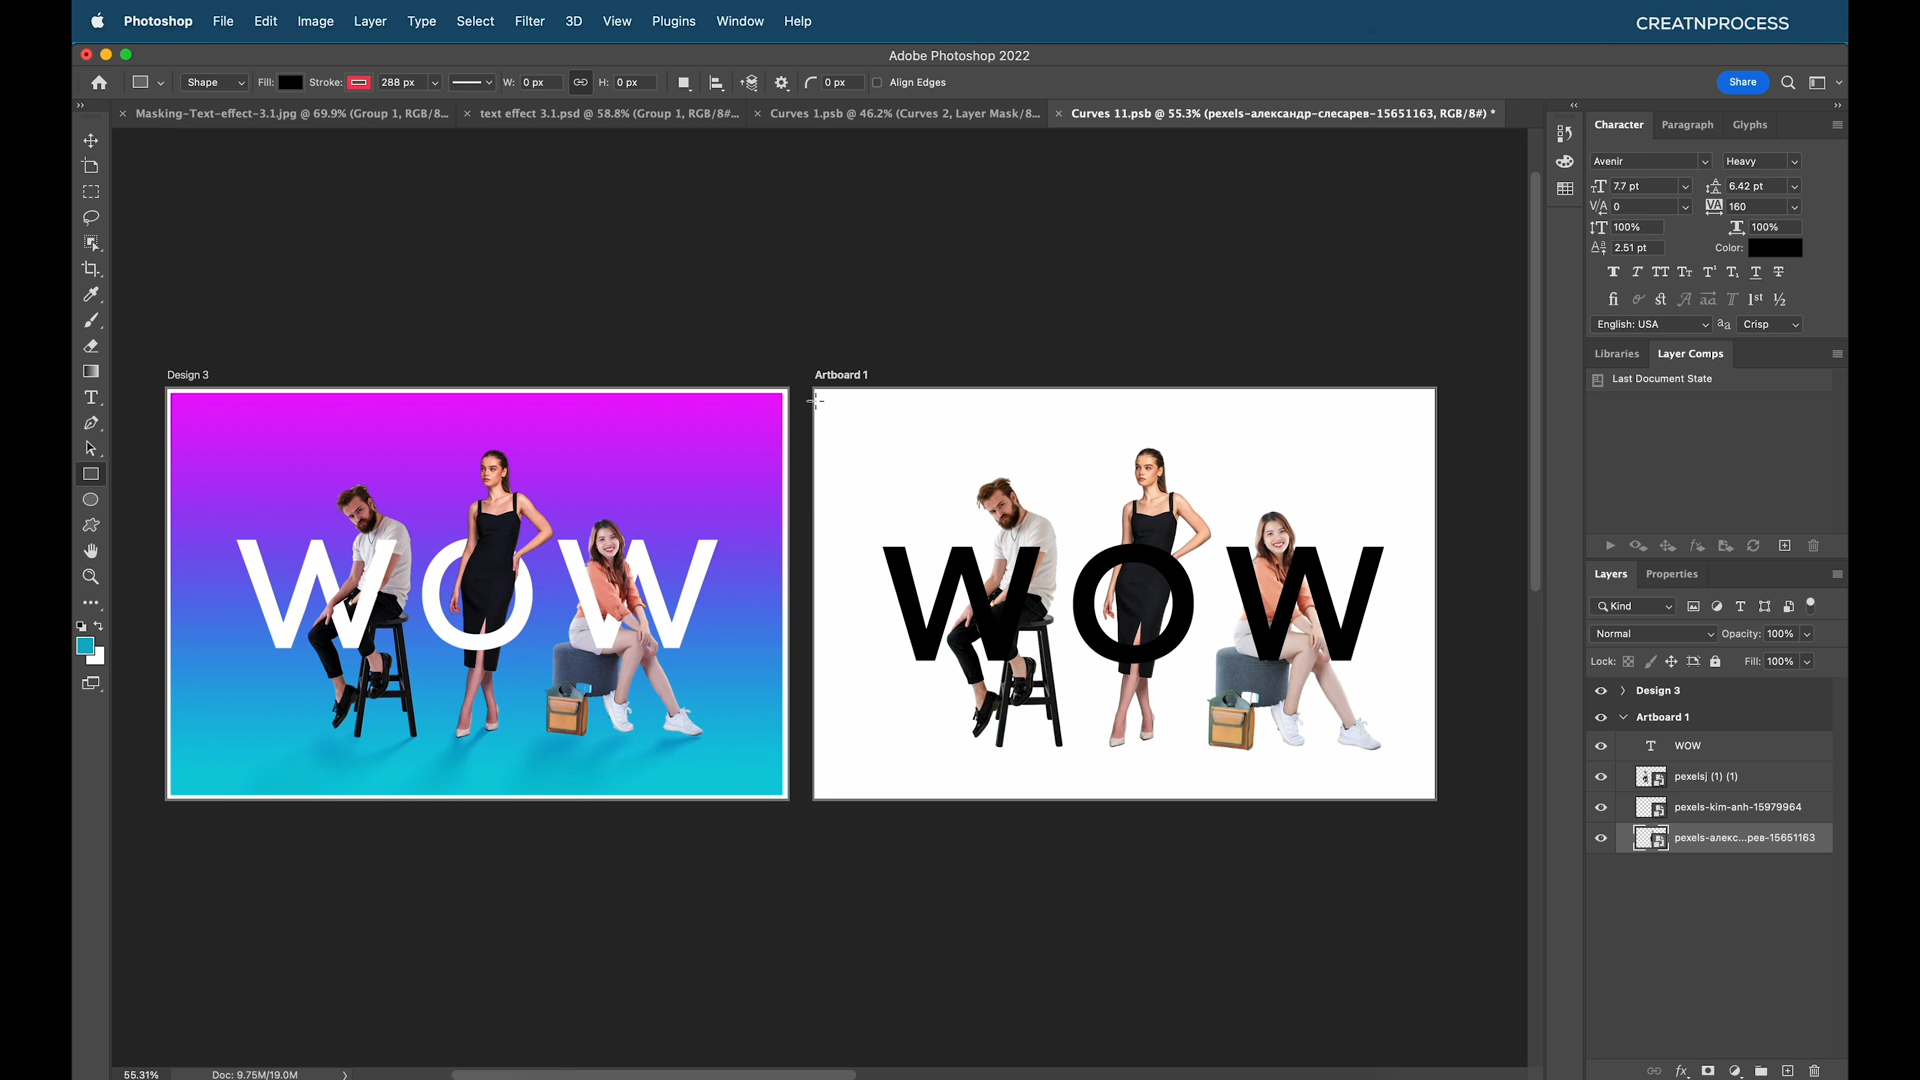 Photoshop File Edit Image Layer Type Select Filter 3D View Plugins Window Help
CREATNPROCESS
Adobe Photoshop 2022
Shape Fill: Stroke: 288 px W: 0 px H: 0 px 0 px Align Edges
Share
Masking-Text-effect-3.1.jpg @ 69.9% (Group 1, RGB/8...
text effect 3.1.psd @ 58.8% (Group 1, RGB/8#...
Curves 1.psb @ 46.2% (Curves 2, Layer Mask/8...
Curves 11.psb @ 55.3% (pexels-александр-слесарев-15651163, RGB/8#) *
Character Paragraph Glyphs
Avenir Heavy
7.7 pt 6.42 pt
0 160
100% 100%
2.51 pt Color:
English: USA Crisp
Libraries Layer Comps
Last Document State
Design 3
Artboard 1
WOW
WOW
Layers Properties
Kind
Normal Opacity: 100%
Lock: Fill: 100%
Design 3
Artboard 1
WOW
pexelsj (1) (1)
pexels-kim-anh-15979964
pexels-алекс...рев-15651163
55.31% Doc: 9.75M/19.0M